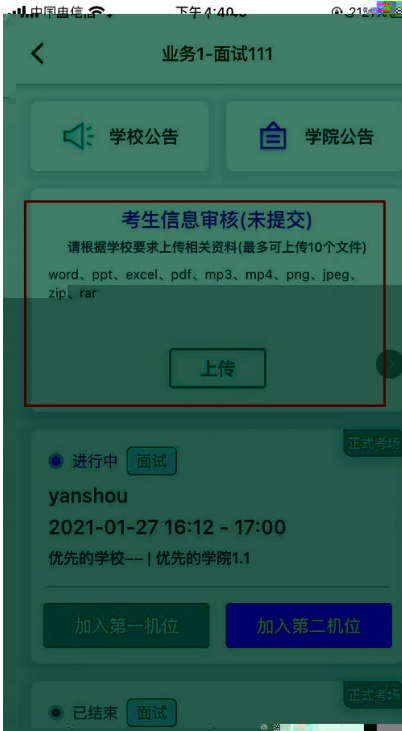 中国电信
下午4:40
21%
业务1-面试111
学校公告
学院公告
考生信息审核(未提交)
请根据学校要求上传相关资料(最多可上传10个文件)
word、ppt、excel、pdf、mp3、mp4、png、jpeg、
zip、rar
上传
正式考场
进行中 面试
yanshou
2021-01-27 16:12 - 17:00
优先的学校—- | 优先的学院1.1
加入第一机位
加入第二机位
正式考场
已结束 面试